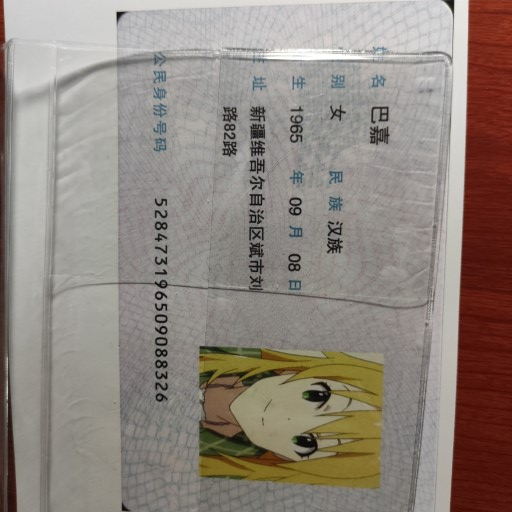 姓名 巴嘉
性别 女 民族 汉族
出生 1965 年 09 月 08 日
住址 新疆维吾尔自治区斌市刘
路82路
公民身份号码 528473196509088326